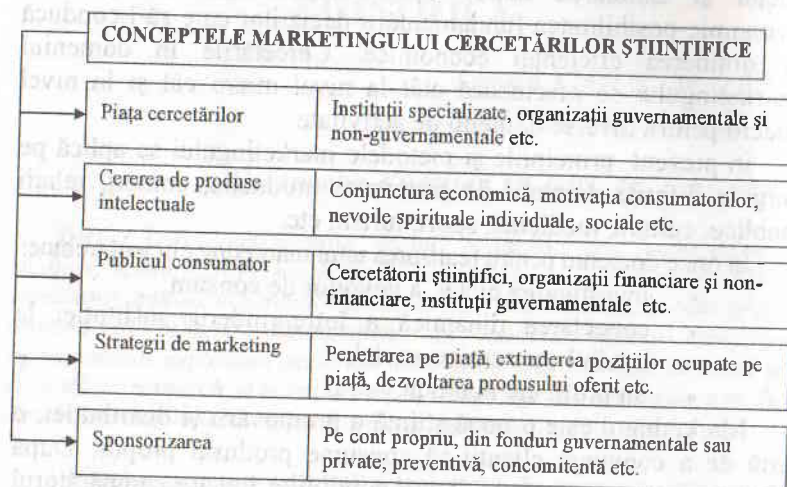 CONCEPTELE MARKETINGULUI CERCETĂRILOR ŞTIINŢIFICE
Piaţa cercetărilor
Instituţii specializate, organizaţii guvernamentale şi
non-guvernamentale etc.
Cererea de produse
intelectuale
Conjunctura economică, motivaţia consumatorilor,
nevoile spirituale individuale, sociale etc.
Publicul consumator
Cercetătorii ştiinţifici, organizaţii financiare şi non-
financiare, instituţii guvernamentale etc.
Strategii de marketing
Penetrarea pe piaţă, extinderea poziţiilor ocupate pe
piaţă, dezvoltarea produsului oferit etc.
Sponsorizarea
Pe cont propriu, din fonduri guvernamentale sau
private; preventivă, concomitentă etc.